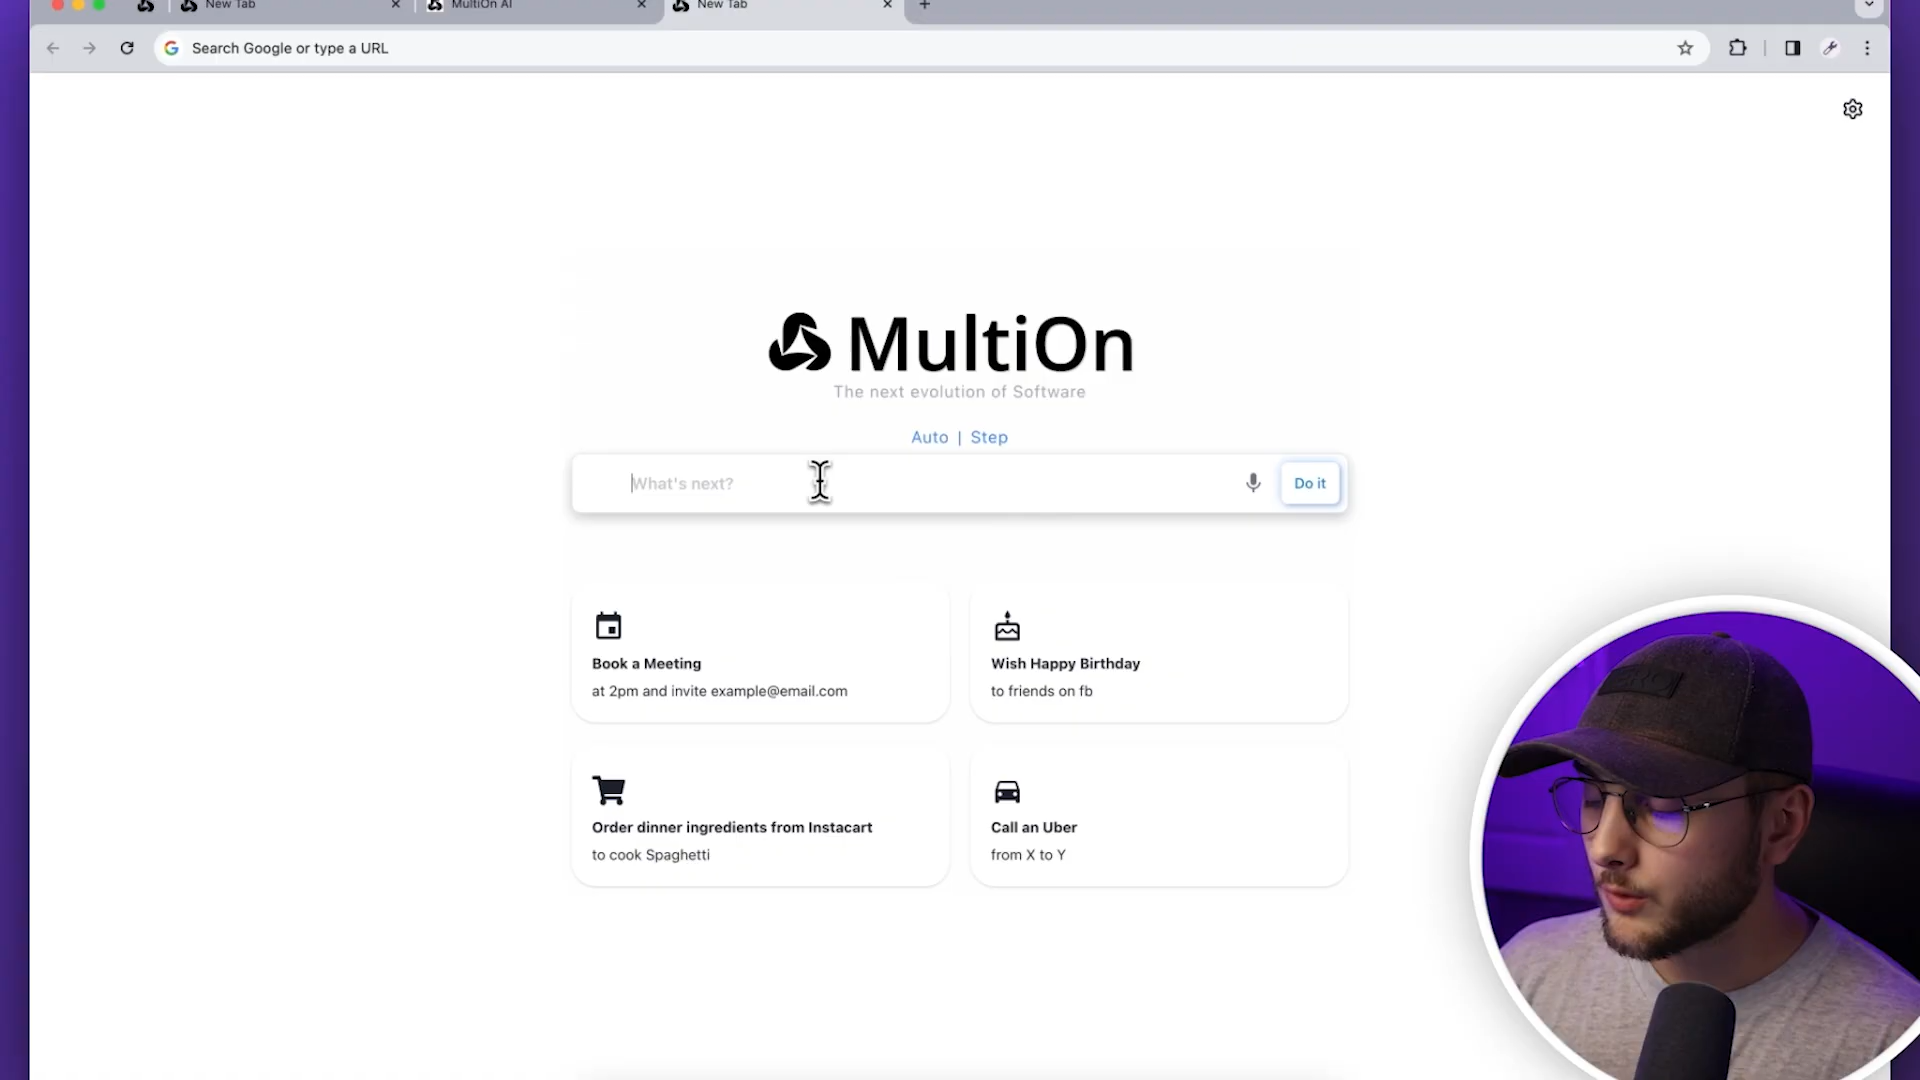 New Tab
MultiOn AI
New Tab
Search Google or type a URL
MultiOn
The next evolution of Software
Auto | Step
What's next?
Do it
Book a Meeting
at 2pm and invite example@email.com
Wish Happy Birthday
to friends on fb
Order dinner ingredients from Instacart
to cook Spaghetti
Call an Uber
from X to Y